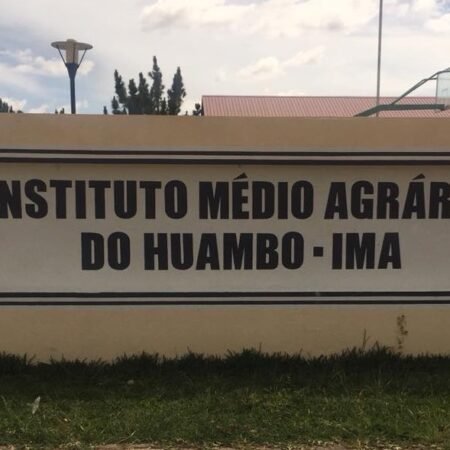 NSTITUTO MÉDIO AGRÁR
DO HUAMBO · IMA